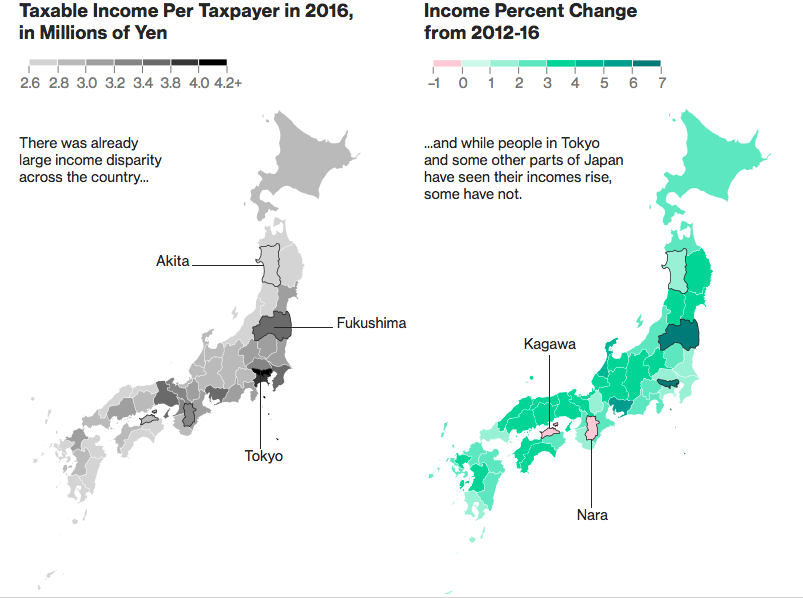 Taxable Income Per Taxpayer in 2016,
in Millions of Yen
2.6 2.8 3.0 3.2 3.4 3.8 4.0 4.2+
There was already
large income disparity
across the country...
Akita
Fukushima
Tokyo
Income Percent Change
from 2012-16
–1 0 1 2 3 4 5 6 7
...and while people in Tokyo
and some other parts of Japan
have seen their incomes rise,
some have not.
Kagawa
Nara